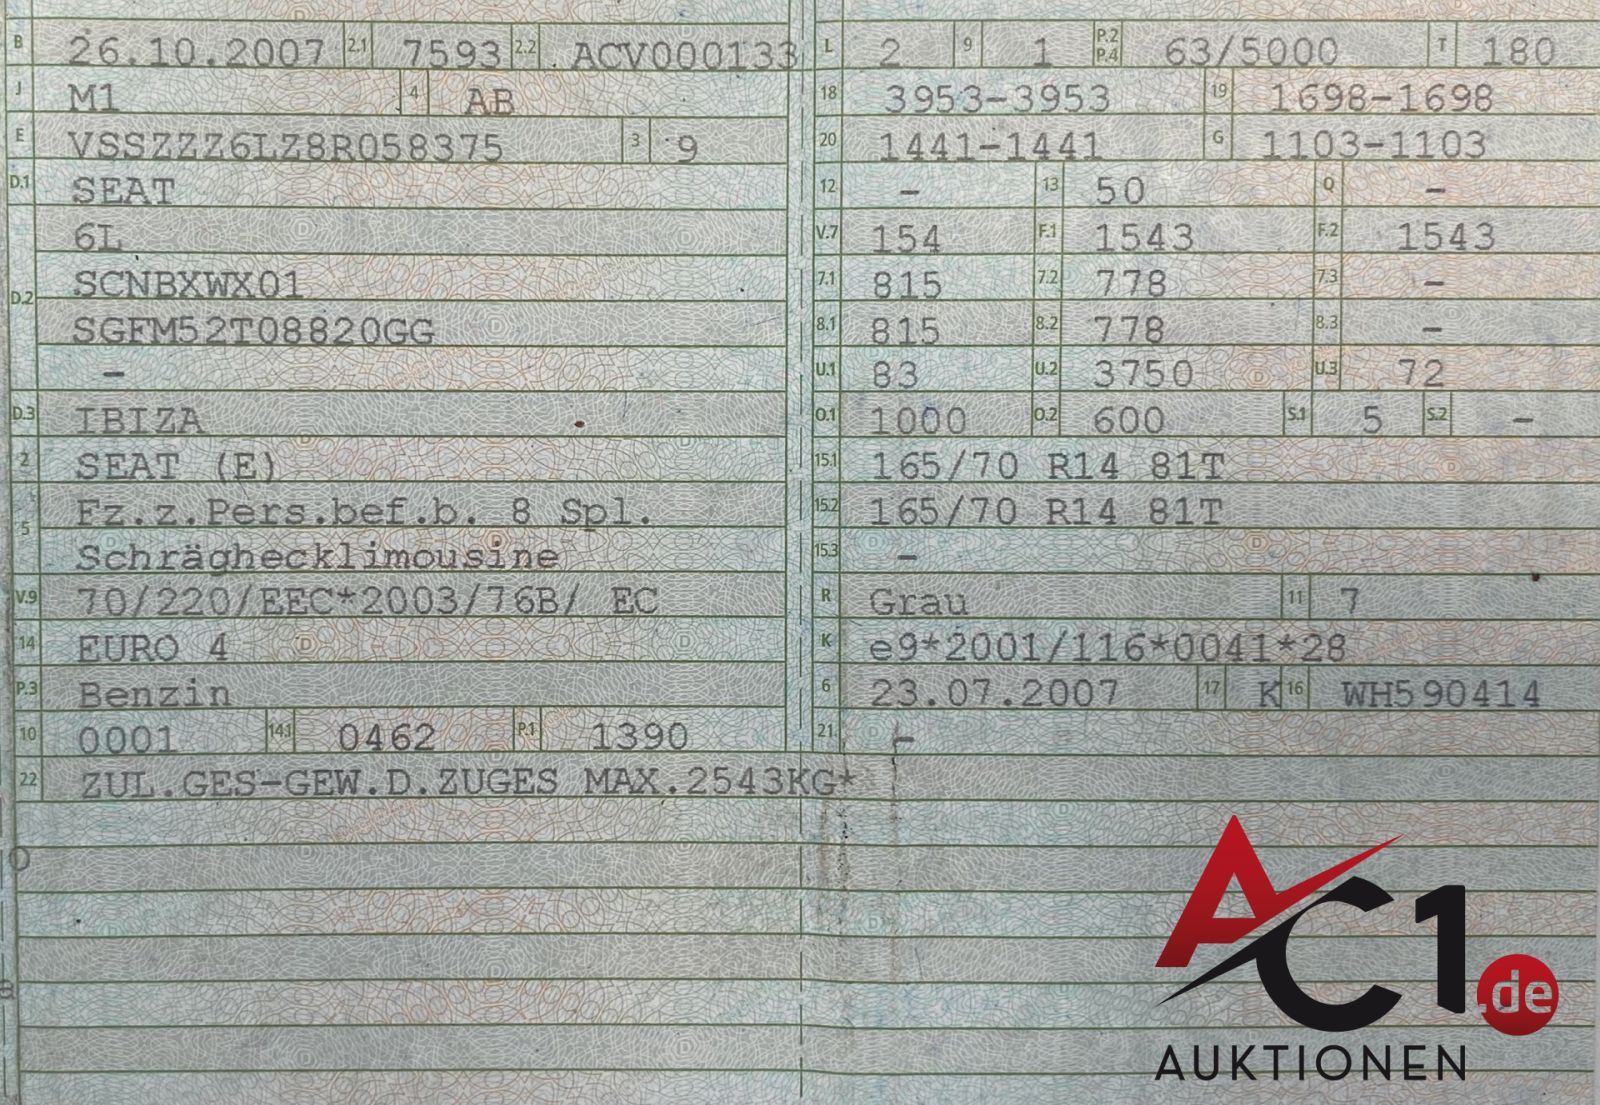 B 26.10.2007 2.1 7593 2.2 ACV000133
J M1 4 AB
E VSSZZZ6LZ8R058375 3 9
D.1 SEAT
6L
D.2 SCNBXWX01
SGFM52T08820GG
–
D.3 IBIZA
2 SEAT (E)
5 Fz.z.Pers.bef.b. 8 Spl.
Schräghecklimousine
V.9 70/220/EEC*2003/76B/ EC
14 EURO 4
P.3 Benzin
10 0001 14.1 0462 P.1 1390
22 ZUL.GES-GEW.D.ZUGES MAX.2543KG*
L 2 9 1 P.2 P.4 63/5000 T 180
18 3953-3953 19 1698-1698
20 1441-1441 G 1103-1103
12 – 13 50 Q –
V.7 154 F.1 1543 F.2 1543
7.1 815 7.2 778 7.3 –
8.1 815 8.2 778 8.3 –
U.1 83 U.2 3750 U.3 72
O.1 1000 O.2 600 S.1 5 S.2 –
15.1 165/70 R14 81T
15.2 165/70 R14 81T
15.3 –
R Grau 11 7
K e9*2001/116*0041*28
6 23.07.2007 17 K 16 WH590414
21 –
AC1.de
AUKTIONEN